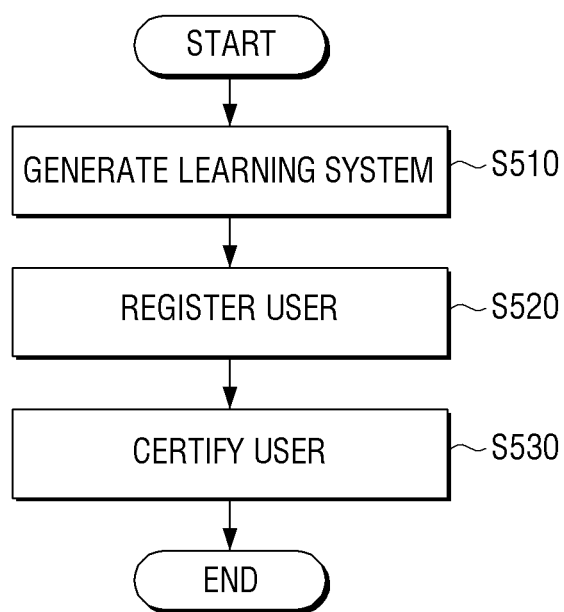 START
GENERATE LEARNING SYSTEM
S510
REGISTER USER
S520
CERTIFY USER
S530
END